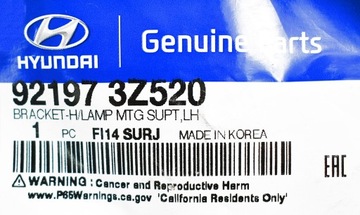 HYUNDAI
Genuine Parts
92197 3Z520
BRACKET-H/LAMP MTG SUPT,LH
1 PC FI14 SURJ MADE IN KOREA
EAC
WARNING : Cancer and Reproductive Harm
www.P65Warnings.ca.gov 'California Residents Only'